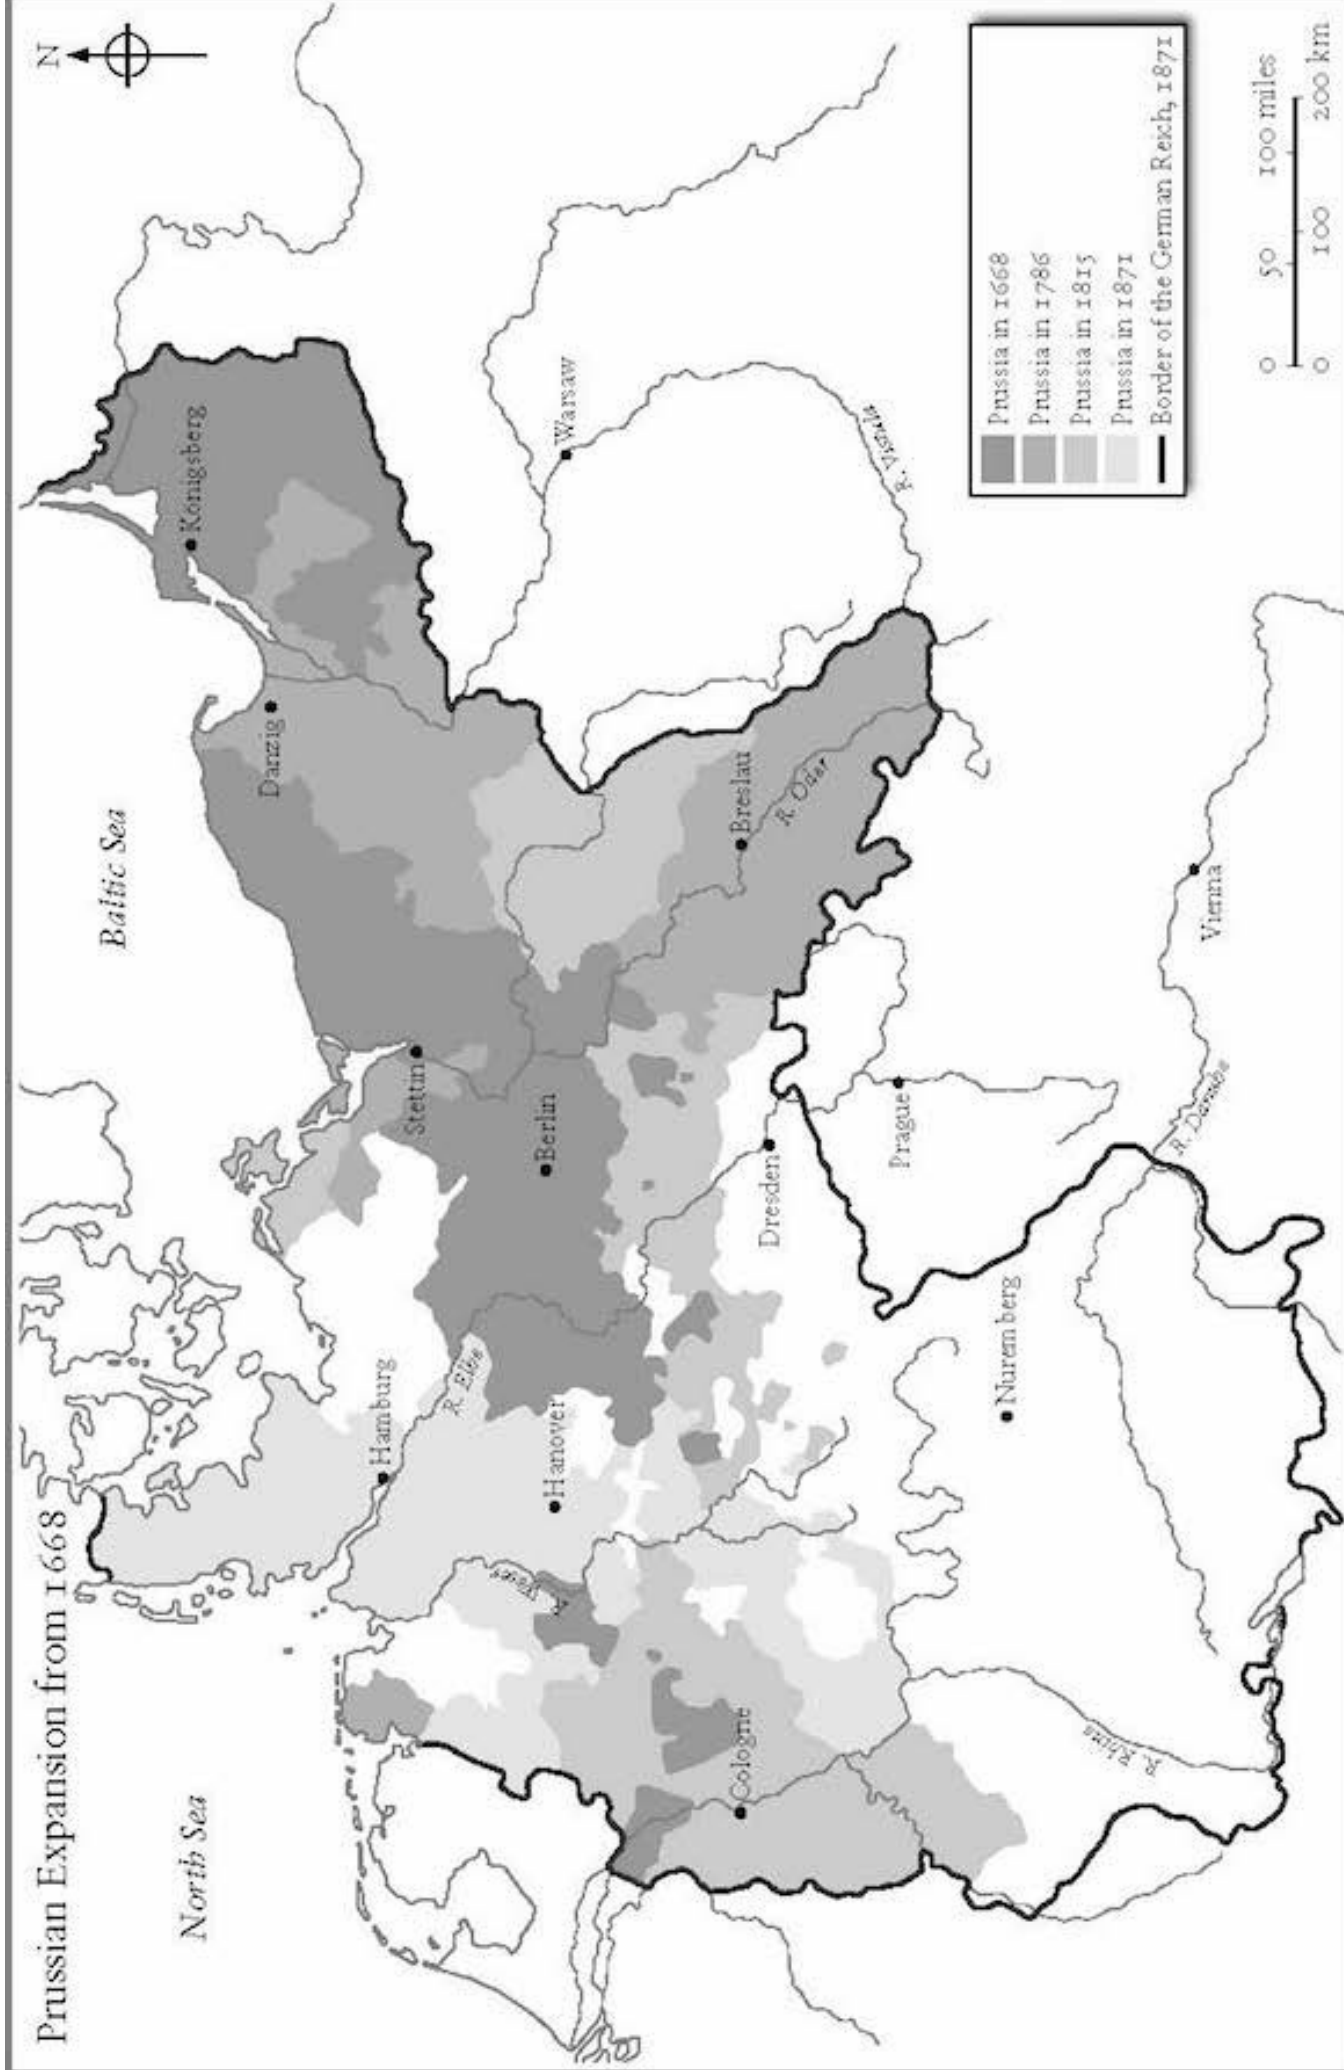 Prussian Expansion from 1668
N
North Sea
Baltic Sea
Königsberg
Danzig
Stettin
Hamburg
Berlin
Hanover
Warsaw
Breslau
Cologne
Dresden
Prague
Nuremberg
Vienna
R. Elbe
R. Weser
R. Oder
R. Vistula
R. Rhine
R. Danube
Prussia in 1668
Prussia in 1786
Prussia in 1815
Prussia in 1871
Border of the German Reich, 1871
0 50 100 miles
0 100 200 km